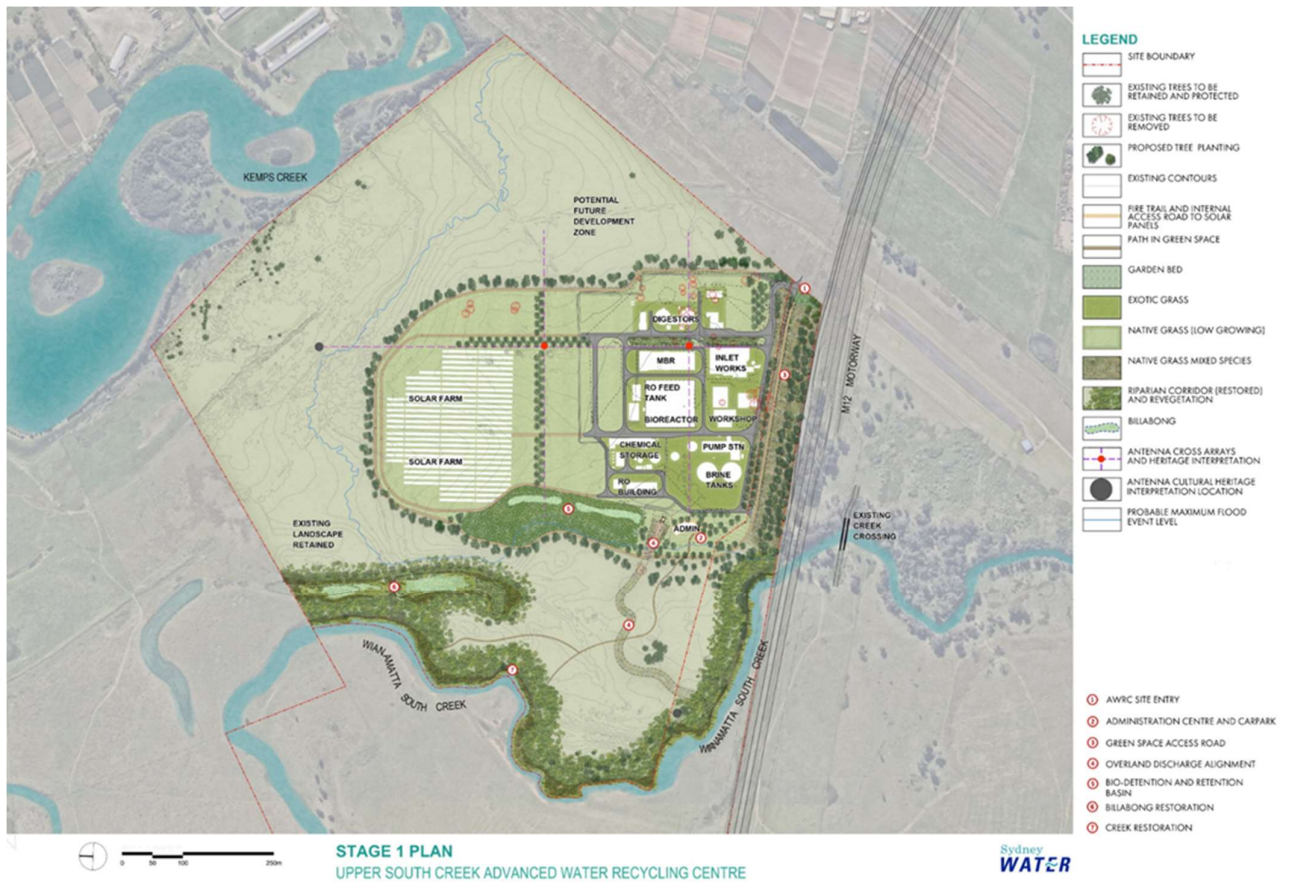 KEMPS CREEK
POTENTIAL
FUTURE
DEVELOPMENT
ZONE
1
DIGESTORS
MBR
INLET
WORKS
3
M12 MOTORWAY
RO FEED
TANK
BIOREACTOR
WORKSHOP
SOLAR FARM
SOLAR FARM
CHEMICAL
STORAGE
PUMP STN
BRINE
TANKS
RO
BUILDING
5
ADMIN
2
4
EXISTING
LANDSCAPE
RETAINED
EXISTING
CREEK
CROSSING
6
4
7
WIANAMATTA SOUTH CREEK
WIANAMATTA SOUTH CREEK
LEGEND
SITE BOUNDARY
EXISTING TREES TO BE
RETAINED AND PROTECTED
EXISTING TREES TO BE
REMOVED
PROPOSED TREE PLANTING
EXISTING CONTOURS
FIRE TRAIL AND INTERNAL
ACCESS ROAD TO SOLAR
PANELS
PATH IN GREEN SPACE
GARDEN BED
EXOTIC GRASS
NATIVE GRASS (LOW GROWING)
NATIVE GRASS MIXED SPECIES
RIPARIAN CORRIDOR (RESTORED)
AND REVEGETATION
BILLABONG
ANTENNA CROSS ARRAYS
AND HERITAGE INTERPRETATION
ANTENNA CULTURAL HERITAGE
INTERPRETATION LOCATION
PROBABLE MAXIMUM FLOOD
EVENT LEVEL
1 AWRC SITE ENTRY
2 ADMINISTRATION CENTRE AND CARPARK
3 GREEN SPACE ACCESS ROAD
4 OVERLAND DISCHARGE ALIGNMENT
5 BIO-DETENTION AND RETENTION
BASIN
6 BILLABONG RESTORATION
7 CREEK RESTORATION
0 50 100 250m
STAGE 1 PLAN
UPPER SOUTH CREEK ADVANCED WATER RECYCLING CENTRE
Sydney
WATER